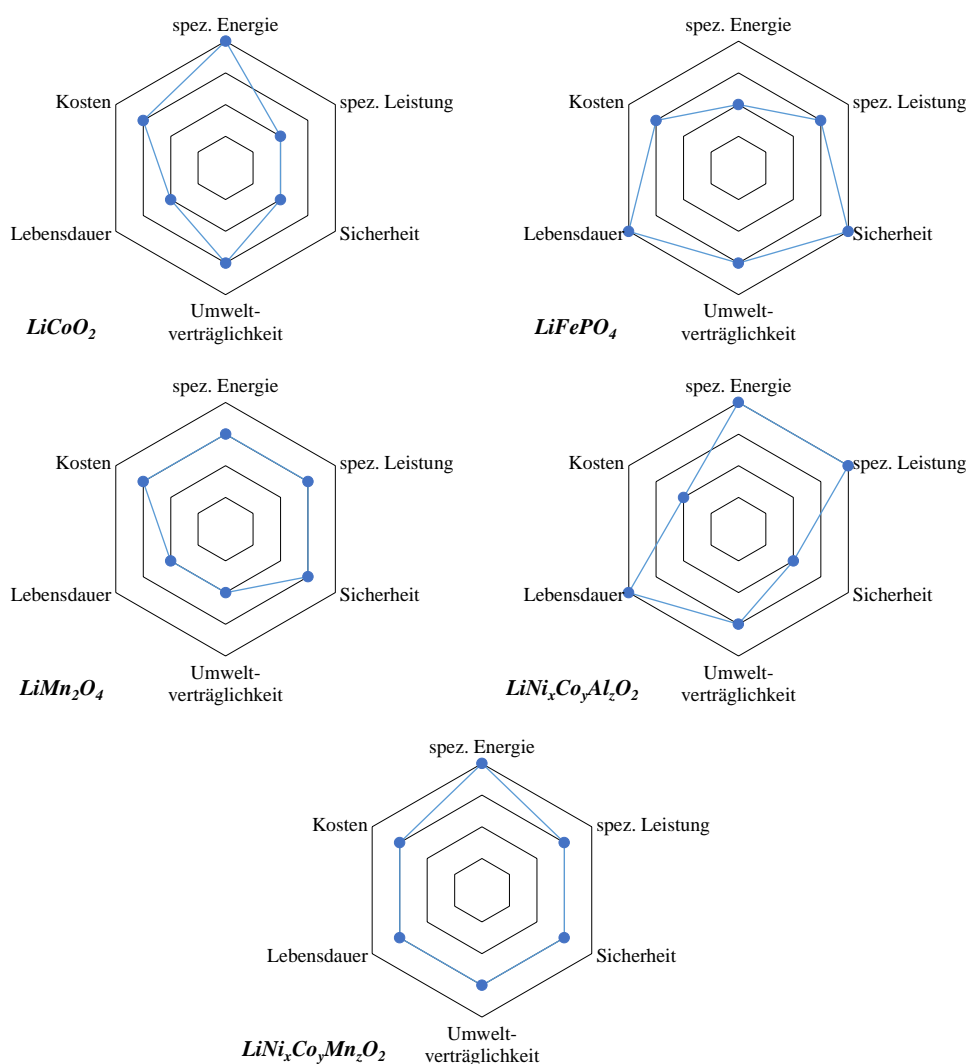 spez. Energie
Kosten
spez. Leistung
Lebensdauer
Sicherheit
Umwelt-
verträglichkeit
LiCoO₂
spez. Energie
Kosten
spez. Leistung
Lebensdauer
Sicherheit
Umwelt-
verträglichkeit
LiFePO₄
spez. Energie
Kosten
spez. Leistung
Lebensdauer
Sicherheit
Umwelt-
verträglichkeit
LiMn₂O₄
spez. Energie
Kosten
spez. Leistung
Lebensdauer
Sicherheit
Umwelt-
verträglichkeit
LiNiₓCoᵧAl_zO₂
spez. Energie
Kosten
spez. Leistung
Lebensdauer
Sicherheit
Umwelt-
verträglichkeit
LiNiₓCoᵧMn_zO₂